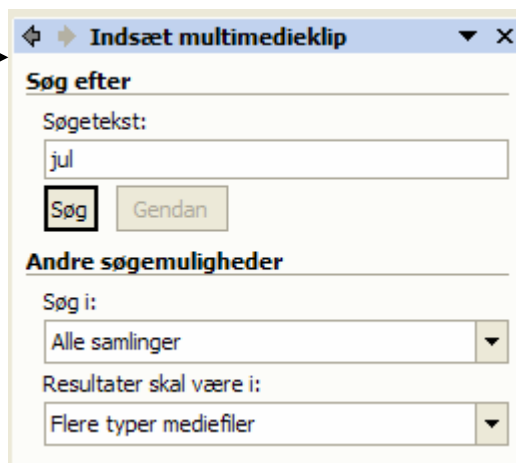 Indsæt multimedieklip
Søg efter
Søgetekst:
jul
Søg Gendan
Andre søgemuligheder
Søg i:
Alle samlinger
Resultater skal være i:
Flere typer mediefiler